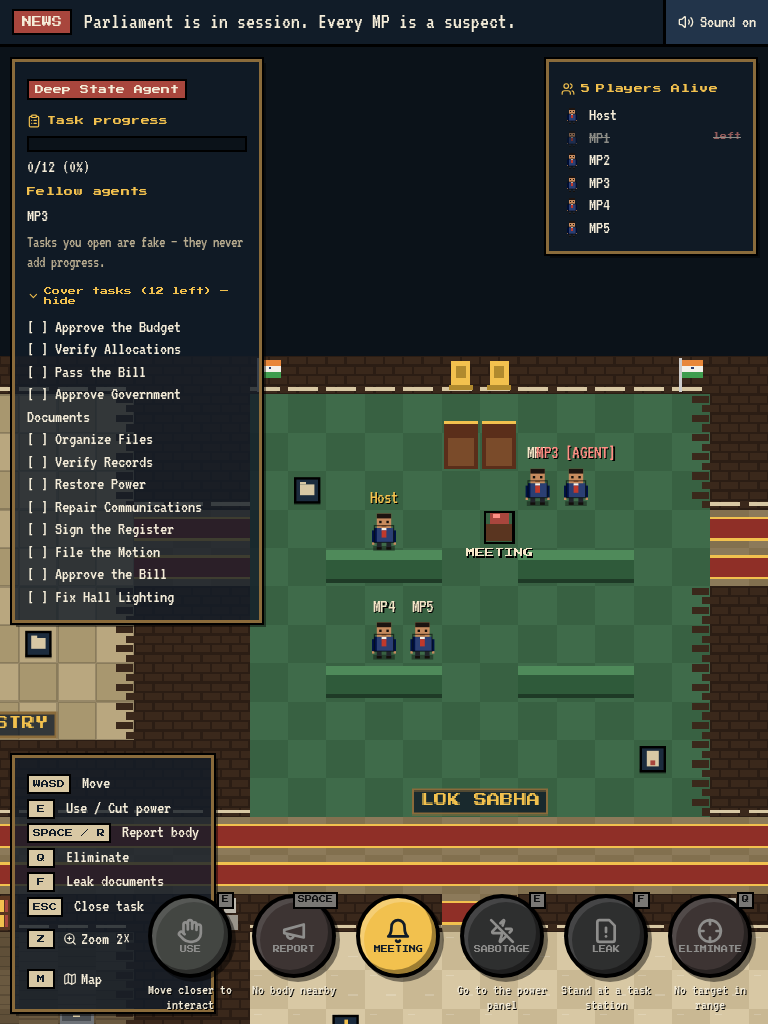 NEWS Parliament is in session. Every MP is a suspect. Sound on
Deep State Agent
Task progress
0/12 (0%)
Fellow agents
MP3
Tasks you open are fake – they never
add progress.
Cover tasks (12 left) –
hide
[ ] Approve the Budget
[ ] Verify Allocations
[ ] Pass the Bill
[ ] Approve Government
Documents
[ ] Organize Files
[ ] Verify Records
[ ] Restore Power
[ ] Repair Communications
[ ] Sign the Register
[ ] File the Motion
[ ] Approve the Bill
[ ] Fix Hall Lighting
5 Players Alive
Host
MP1 left
MP2
MP3
MP4
MP5
MP3 [AGENT]
Host
MEETING
MP4 MP5
STRY
LOK SABHA
WASD Move
E Use / Cut power
SPACE / R Report body
Q Eliminate
F Leak documents
ESC Close task
Z Zoom 2X
M Map
E
USE
Move closer to
interact
SPACE
REPORT
No body nearby
MEETING
E
SABOTAGE
Go to the power
panel
F
LEAK
Stand at a task
station
Q
ELIMINATE
No target in
range